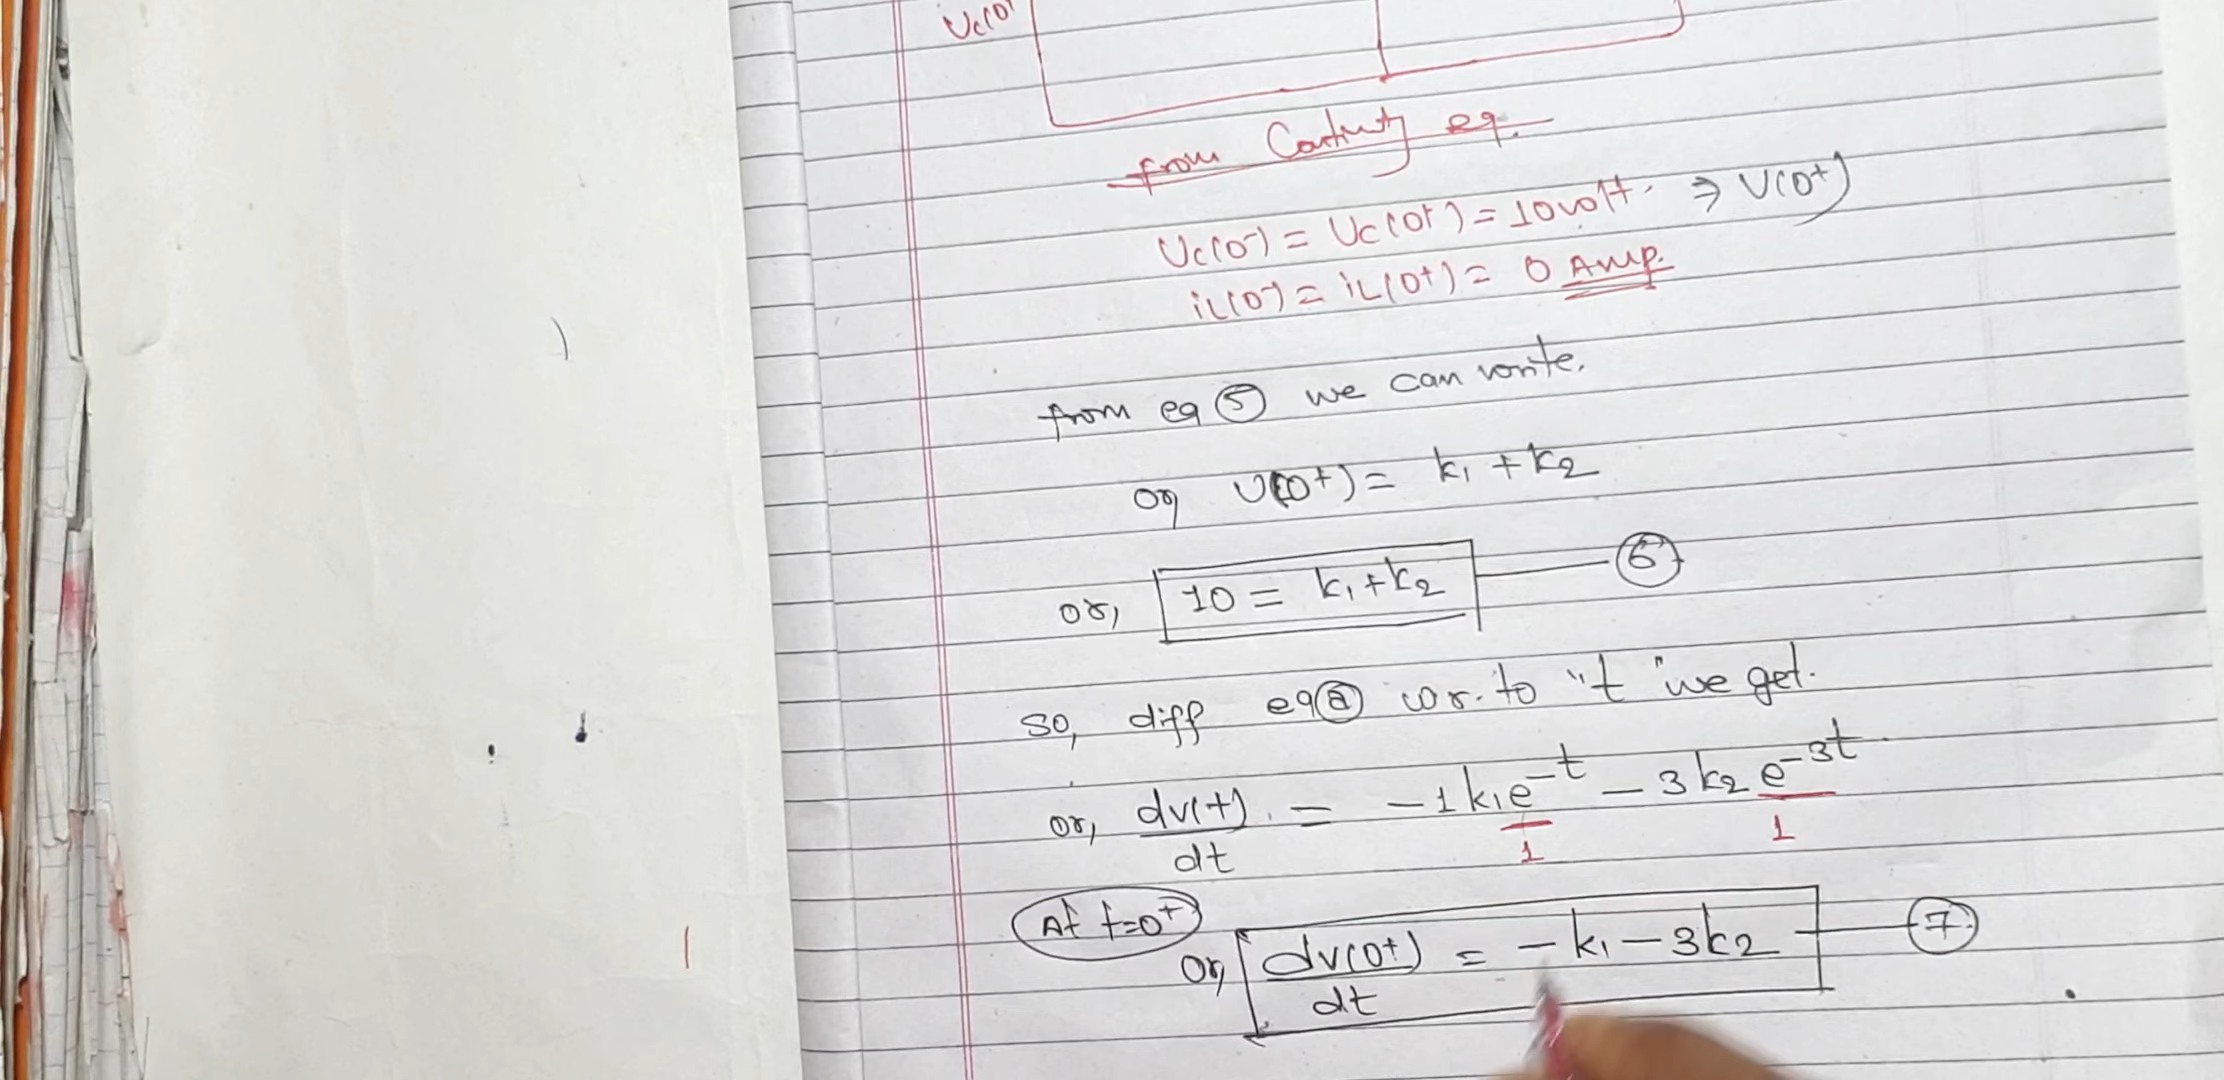 Vc(0
from Continuty eq.
Vc(0-) = Vc(0+) = 10 volt. ⇒ V(0+)
iL(0-) = iL(0+) = 0 Amp.
from eq ⑤ we can write.
or V(0+) = k1 + k2
or, 10 = k1 + k2 — ⑥
so, diff eq ⓐ w.r. to "t" we get.
or, dv(t)/dt = -1k1e^-t - 3k2e^-3t
1 1
At t=0+
or, dv(0+)/dt = -k1 - 3k2 — ⑦